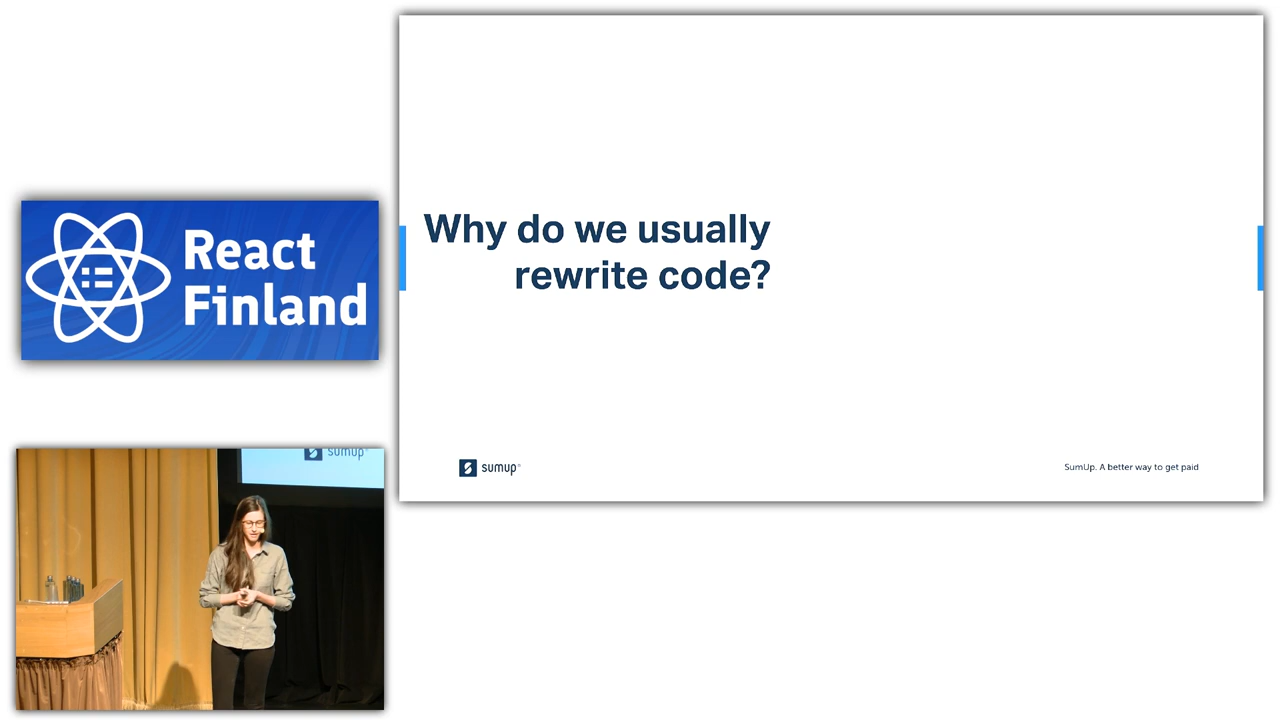 React
Finland
Why do we usually
rewrite code?
sumup
SumUp. A better way to get paid
sumup